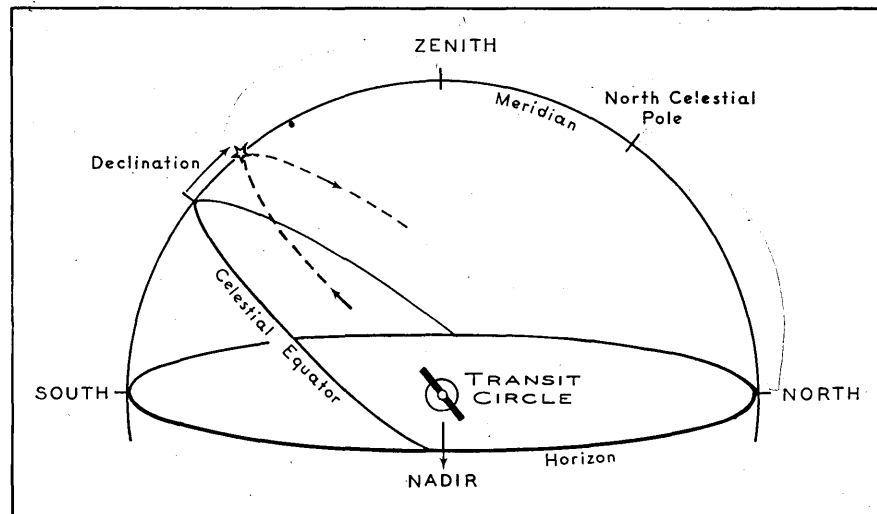 ZENITH
Meridian
North Celestial
Pole
Declination
Celestial Equator
SOUTH
TRANSIT
CIRCLE
NORTH
Horizon
NADIR